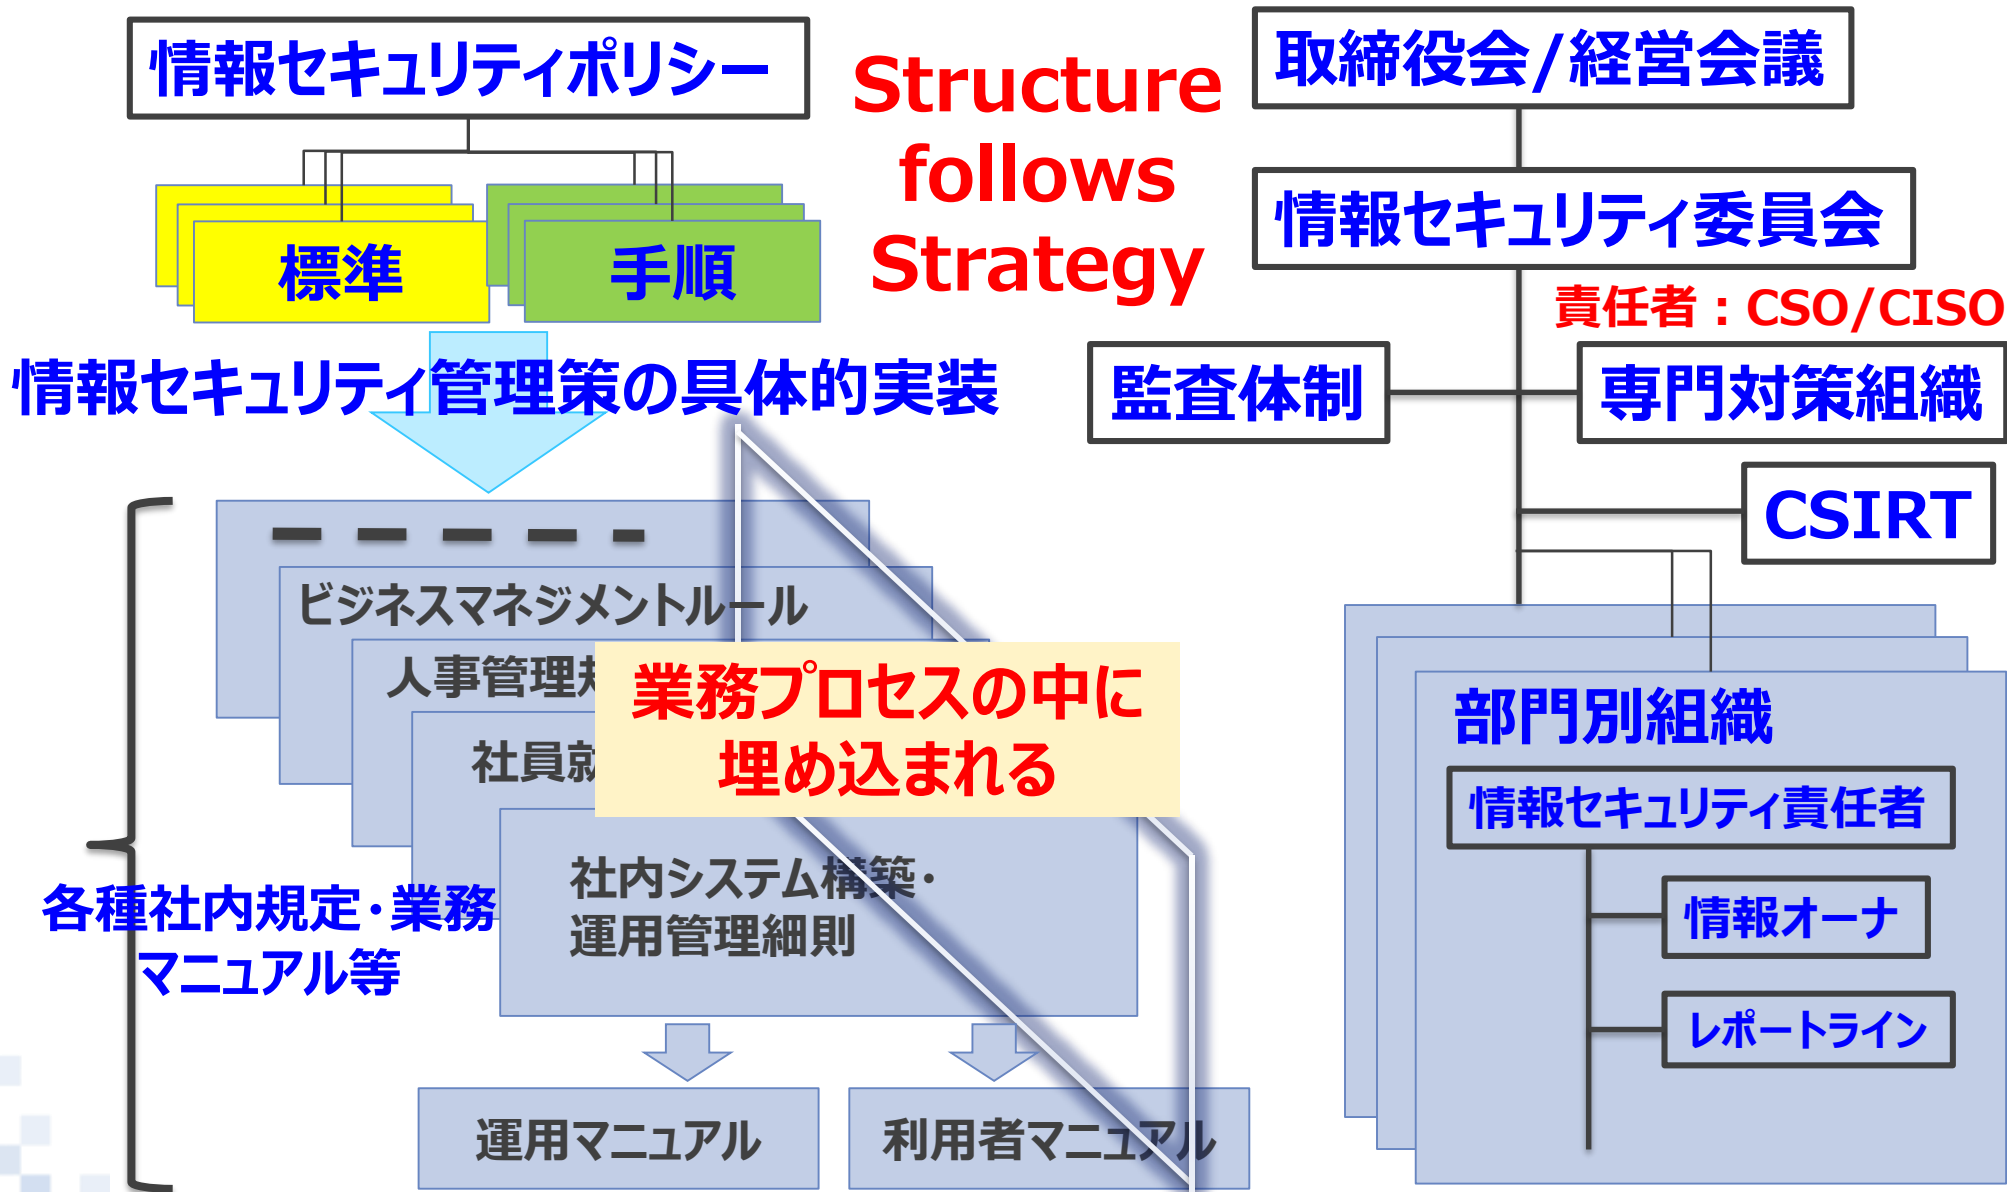 情報セキュリティポリシー
標準
手順
Structure
follows
Strategy
情報セキュリティ管理策の具体的実装
ビジネスマネジメントルール
人事管理
社員
業務プロセスの中に
埋め込まれる
社内システム構築・
運用管理細則
各種社内規定・業務
マニュアル等
運用マニュアル
利用者マニュアル
取締役会/経営会議
情報セキュリティ委員会
責任者：CSO/CISO
監査体制
専門対策組織
CSIRT
部門別組織
情報セキュリティ責任者
情報オーナ
レポートライン